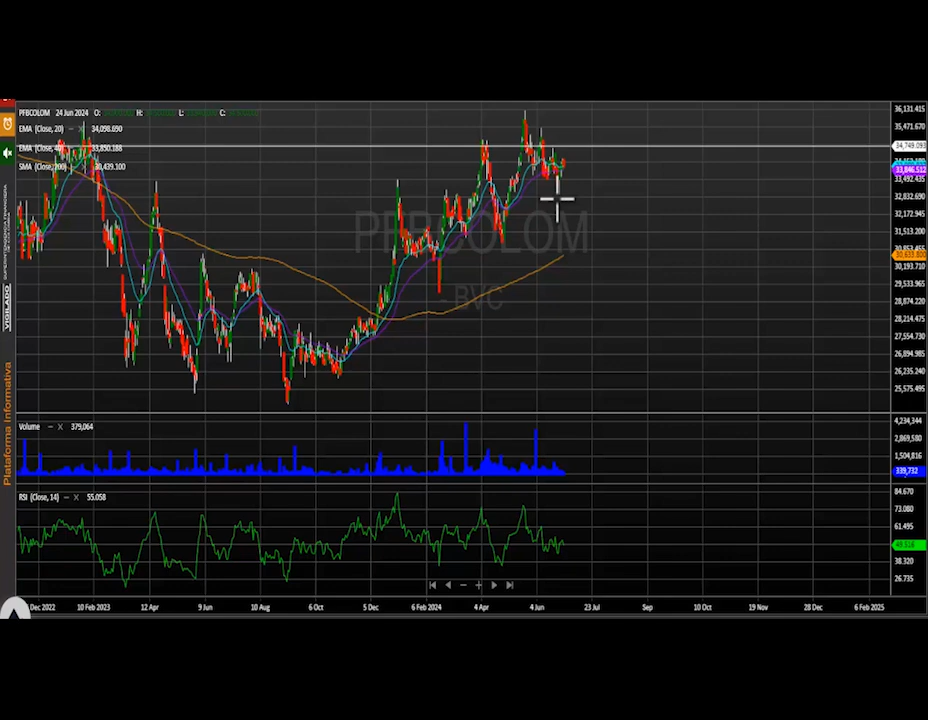 PFBCOLOM 24 Jun 2024 O: H: L: C:
EMA (Close, 20) – X 34,098.690
EMA (Close, 40) 33,850.188
SMA (Close, 200) 30,439.100
36,131.415
35,471.670
34,749.093
33,846.512
33,492.435
32,832.690
32,172.945
31,513.200
30,853.455
30,633.800
30,193.710
29,533.965
28,874.220
28,214.475
27,554.730
26,894.985
26,235.240
25,575.495
PFBCOLOM
- BVC
Volume – X 379,064
4,234,344
2,869,580
1,504,816
339,732
RSI (Close, 14) – X 55.058
84.670
73.080
61.495
49.516
38.320
26.735
Dec 2022 10 Feb 2023 12 Apr 9 Jun 10 Aug 6 Oct 5 Dec 6 Feb 2024 4 Apr 4 Jun 23 Jul Sep 10 Oct 19 Nov 28 Dec 6 Feb 2025
VIGILADO SUPERINTENDENCIA FINANCIERA
Plataforma Informativa